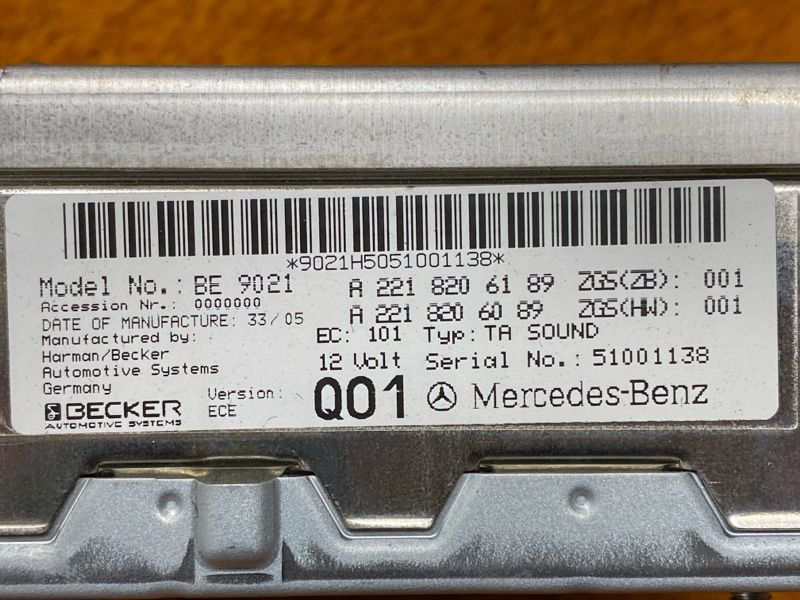 *9021H5051001138*
Model No.: BE 9021 A 221 820 61 89 ZGS(ZB): 001
Accession Nr.: 0000000 A 221 820 60 89 ZGS(HW): 001
DATE OF MANUFACTURE: 33/05
Manufactured by: EC: 101 Typ: TA SOUND
Harman/Becker
Automotive Systems 12 Volt Serial No.: 51001138
Germany
Version: Q01 Mercedes-Benz
BECKER ECE
AUTOMOTIVE SYSTEMS